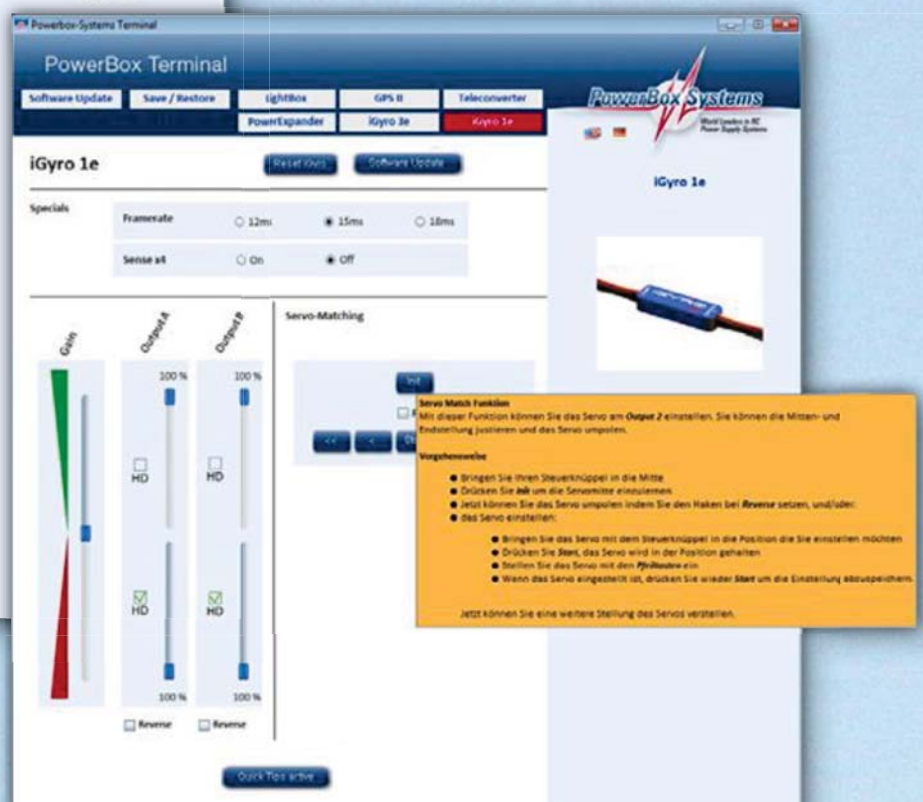 Powerbox-Systems Terminal
PowerBox Terminal
Software Update Save / Restore LightBox GPS II Teleconverter
PowerExpander iGyro 3e iGyro 1e
PowerBox Systems
World Leaders in RC
Power Supply Systems
iGyro 1e
Reset iGyro Software Update
iGyro 1e
Specials
Framerate 12ms 15ms 18ms
Sense x4 On Off
Gain Output A Output B
Servo-Matching
100 % 100 %
Init
HD HD
<< <
HD HD
100 % 100 %
Reverse Reverse
Quick Tips active
Servo Match Funktion
Mit dieser Funktion können Sie das Servo am Output 2 einstellen. Sie können die Mitten- und
Endstellung justieren und das Servo umpolen.
Vorgehensweise
Bringen Sie Ihren Steuerknüppel in die Mitte
Drücken Sie Init um die Servomitte einzulernen
Jetzt können Sie das Servo umpolen indem Sie den Haken bei Reverse setzen, und/oder:
das Servo einstellen:
Bringen Sie das Servo mit dem Steuerknüppel in die Position die Sie einstellen möchten
Drücken Sie Start, das Servo wird in der Position gehalten
Stellen Sie das Servo mit den Pfeiltasten ein
Wenn das Servo eingestellt ist, drücken Sie wieder Start um die Einstellung abzuspeichern
Jetzt können Sie eine weitere Stellung des Servos verstellen.